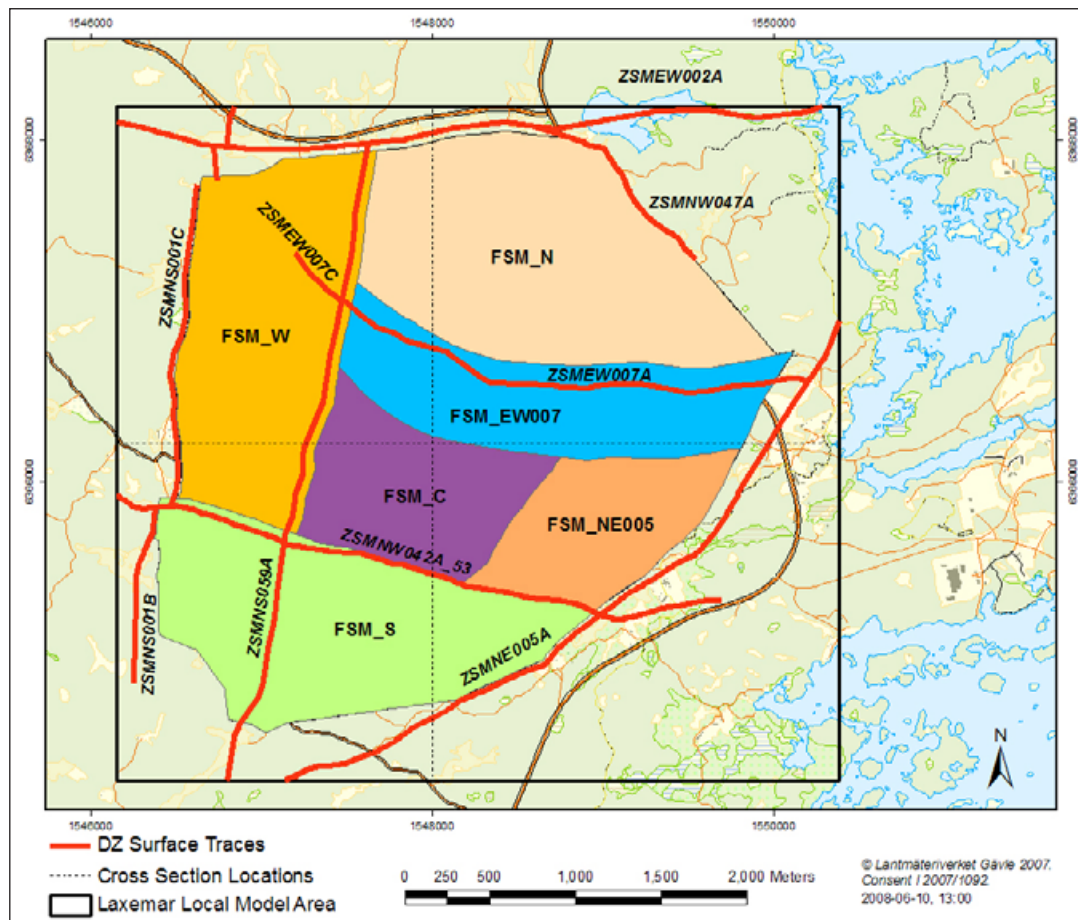 1546000 1548000 1550000
ZSMEW002A
6368000 6368000
ZSMNW047A
ZSMEW007C
FSM_N
ZSMNS001C
FSM_W
ZSMEW007A
FSM_EW007
6366000 6366000
FSM_C
FSM_NE005
ZSMNW042A_53
ZSMNS001B
ZSMNS059A
FSM_S
ZSMNE005A
N
1546000 1548000 1550000
DZ Surface Traces
Cross Section Locations
Laxemar Local Model Area
0 250 500 1,000 1,500 2,000 Meters
© Lantmäteriverket Gävle 2007.
Consent I 2007/1092
2008-06-10, 13:00